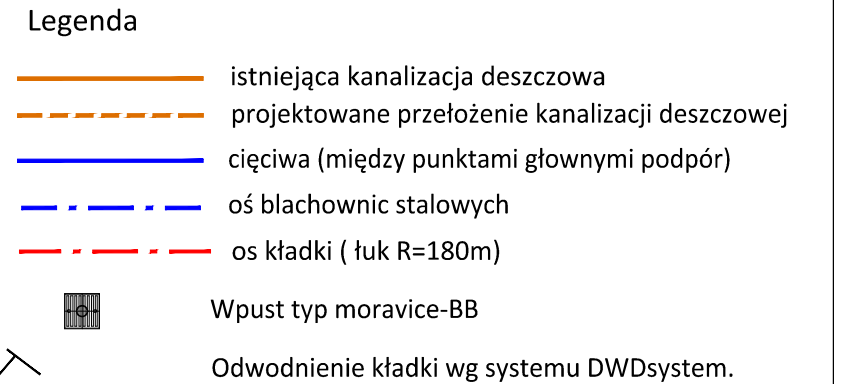 Legenda
istniejąca kanalizacja deszczowa
projektowane przełożenie kanalizacji deszczowej
cięciwa (między punktami głownymi podpór)
oś blachownic stalowych
os kładki ( łuk R=180m)
Wpust typ moravice-BB
Odwodnienie kładki wg systemu DWDsystem.